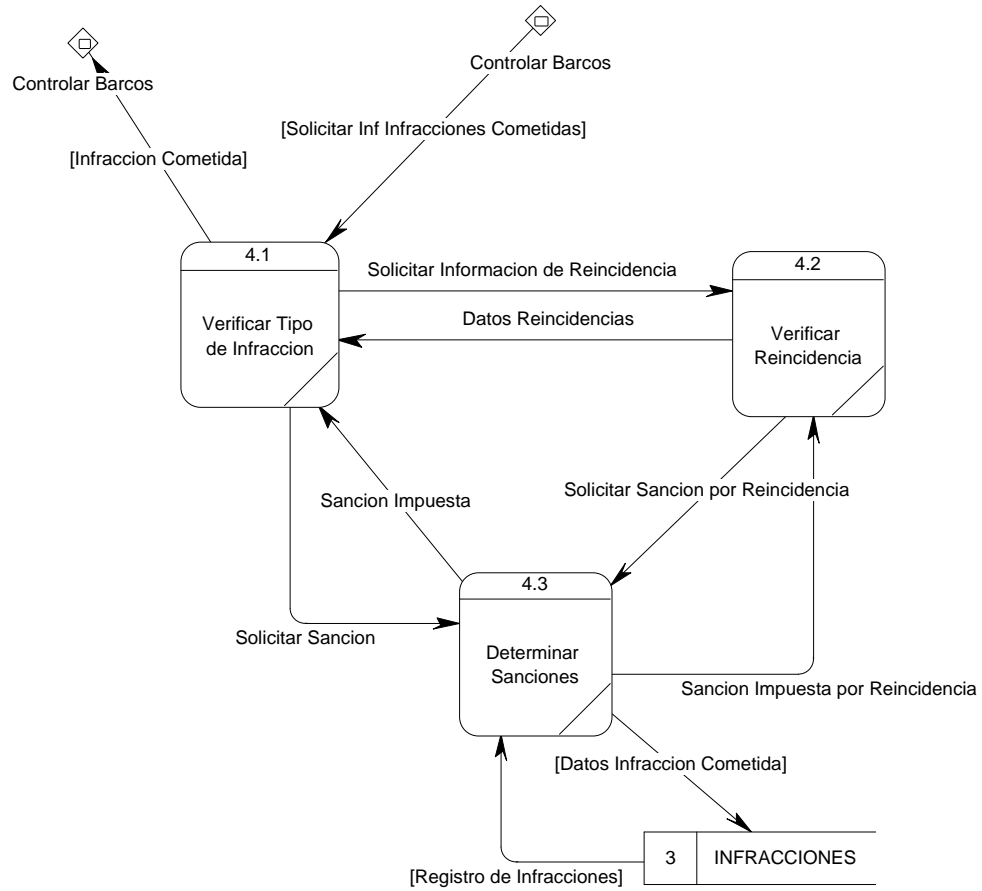 Controlar Barcos
Controlar Barcos
[Solicitar Inf Infracciones Cometidas]
[Infraccion Cometida]
4.1
Verificar Tipo
de Infraccion
Solicitar Informacion de Reincidencia
Datos Reincidencias
4.2
Verificar
Reincidencia
Sancion Impuesta
Solicitar Sancion por Reincidencia
Solicitar Sancion
4.3
Determinar
Sanciones
Sancion Impuesta por Reincidencia
[Datos Infraccion Cometida]
3
INFRACCIONES
[Registro de Infracciones]